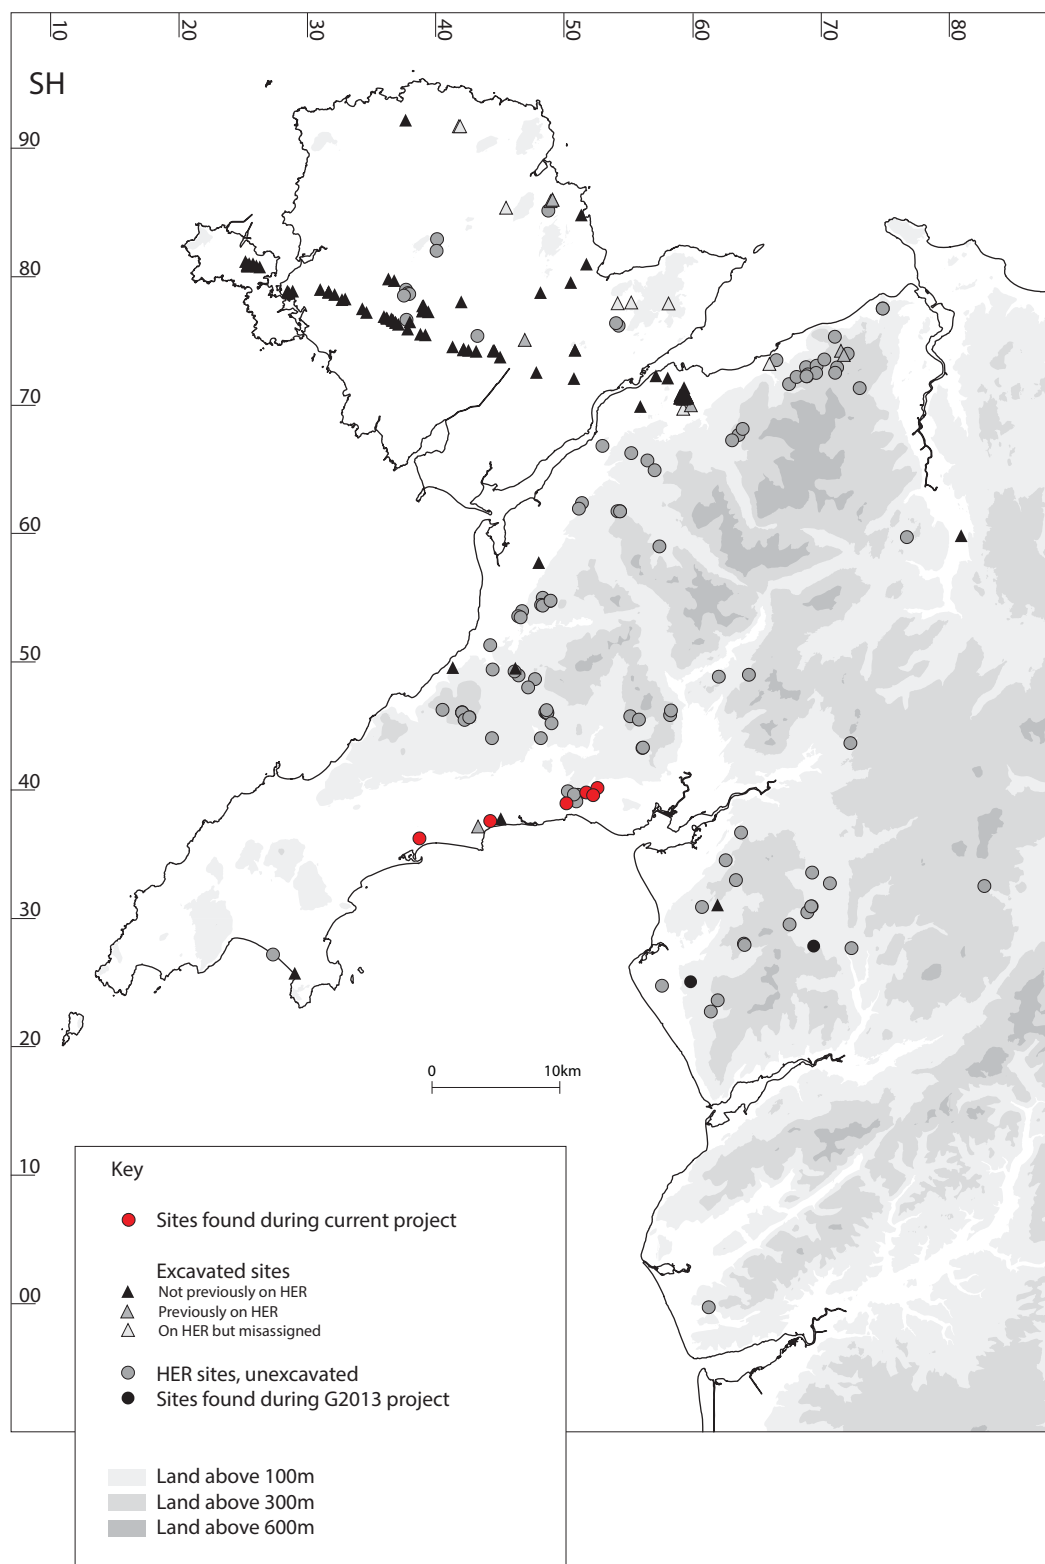 10 20 30 40 50 60 70 80
SH
90
80
70
60
50
40
30
20
10
00
0 10km
Key
Sites found during current project
Excavated sites
Not previously on HER
Previously on HER
On HER but misassigned
HER sites, unexcavated
Sites found during G2013 project
Land above 100m
Land above 300m
Land above 600m